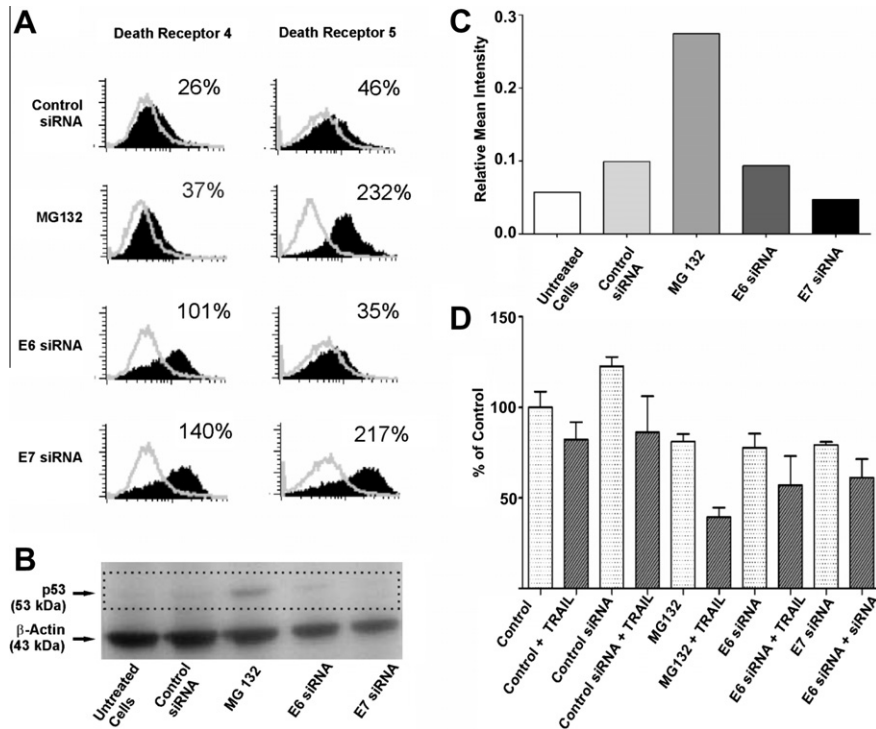 A
Death Receptor 4
Death Receptor 5
Control
siRNA
26%
46%
MG132
37%
232%
E6 siRNA
101%
35%
E7 siRNA
140%
217%
B
p53
(53 kDa)
β-Actin
(43 kDa)
Untreated
Cells
Control
siRNA
MG 132
E6 siRNA
E7 siRNA
C
Relative Mean Intensity
0.3
0.2
0.1
0.0
Untreated
Cells
Control
siRNA
MG 132
E6 siRNA
E7 siRNA
D
% of Control
100
50
Control
Control + TRAIL
Control siRNA
Control siRNA + TRAIL
MG132
MG132 + TRAIL
E6 siRNA
E6 siRNA + TRAIL
E7 siRNA
E6 siRNA + siRNA